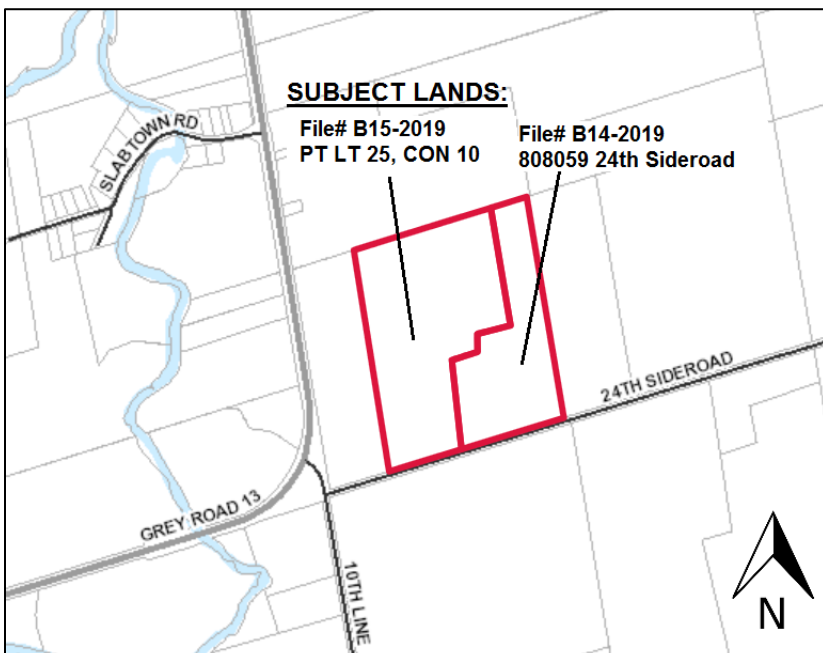 SUBJECT LANDS:
File# B15-2019
PT LT 25, CON 10
File# B14-2019
808059 24th Sideroad
SLABTOWN RD
24TH SIDEROAD
GREY ROAD 13
10TH LINE
N